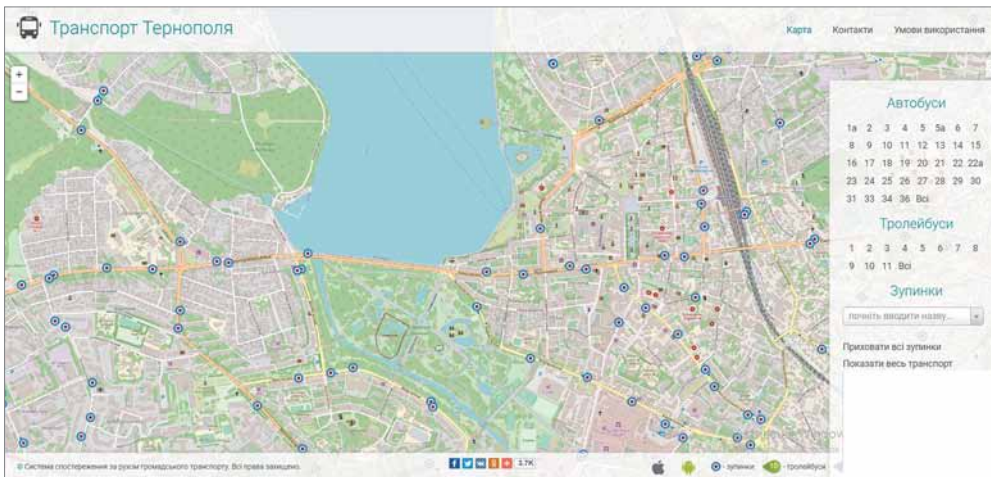 Транспорт Тернополя
Карта Контакти Умови використання
+
−
Автобуси
1а 2 3 4 5 5а 6 7
8 9 10 11 12 13 14 15
16 17 18 19 20 21 22 22а
23 24 25 26 27 28 29 30
31 33 34 36 Всі
Тролейбуси
1 2 3 4 5 6 7 8
9 10 11 Всі
Зупинки
почніть вводити назву...
Приховати всі зупинки
Показати весь транспорт
© Система спостереження за рухом громадського транспорту. Всі права захищено.
3.7K
- зупинки
10 - тролейбуси